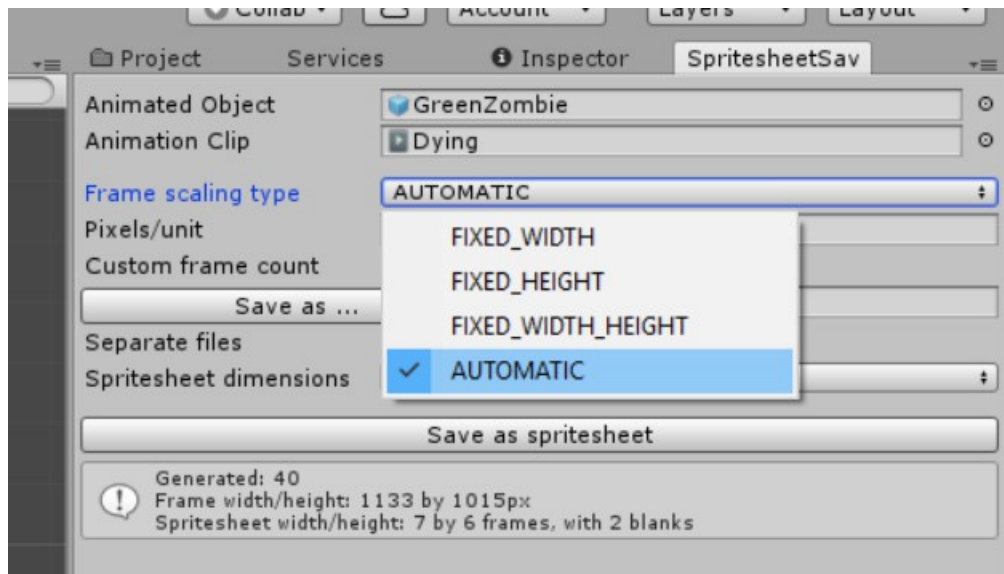 Collab
Account
Layers
Layout
Project
Services
Inspector
SpritesheetSav
Animated Object
GreenZombie
Animation Clip
Dying
Frame scaling type
AUTOMATIC
Pixels/unit
FIXED_WIDTH
Custom frame count
FIXED_HEIGHT
Save as ...
FIXED_WIDTH_HEIGHT
Separate files
AUTOMATIC
Spritesheet dimensions
Save as spritesheet
Generated: 40
Frame width/height: 1133 by 1015px
Spritesheet width/height: 7 by 6 frames, with 2 blanks